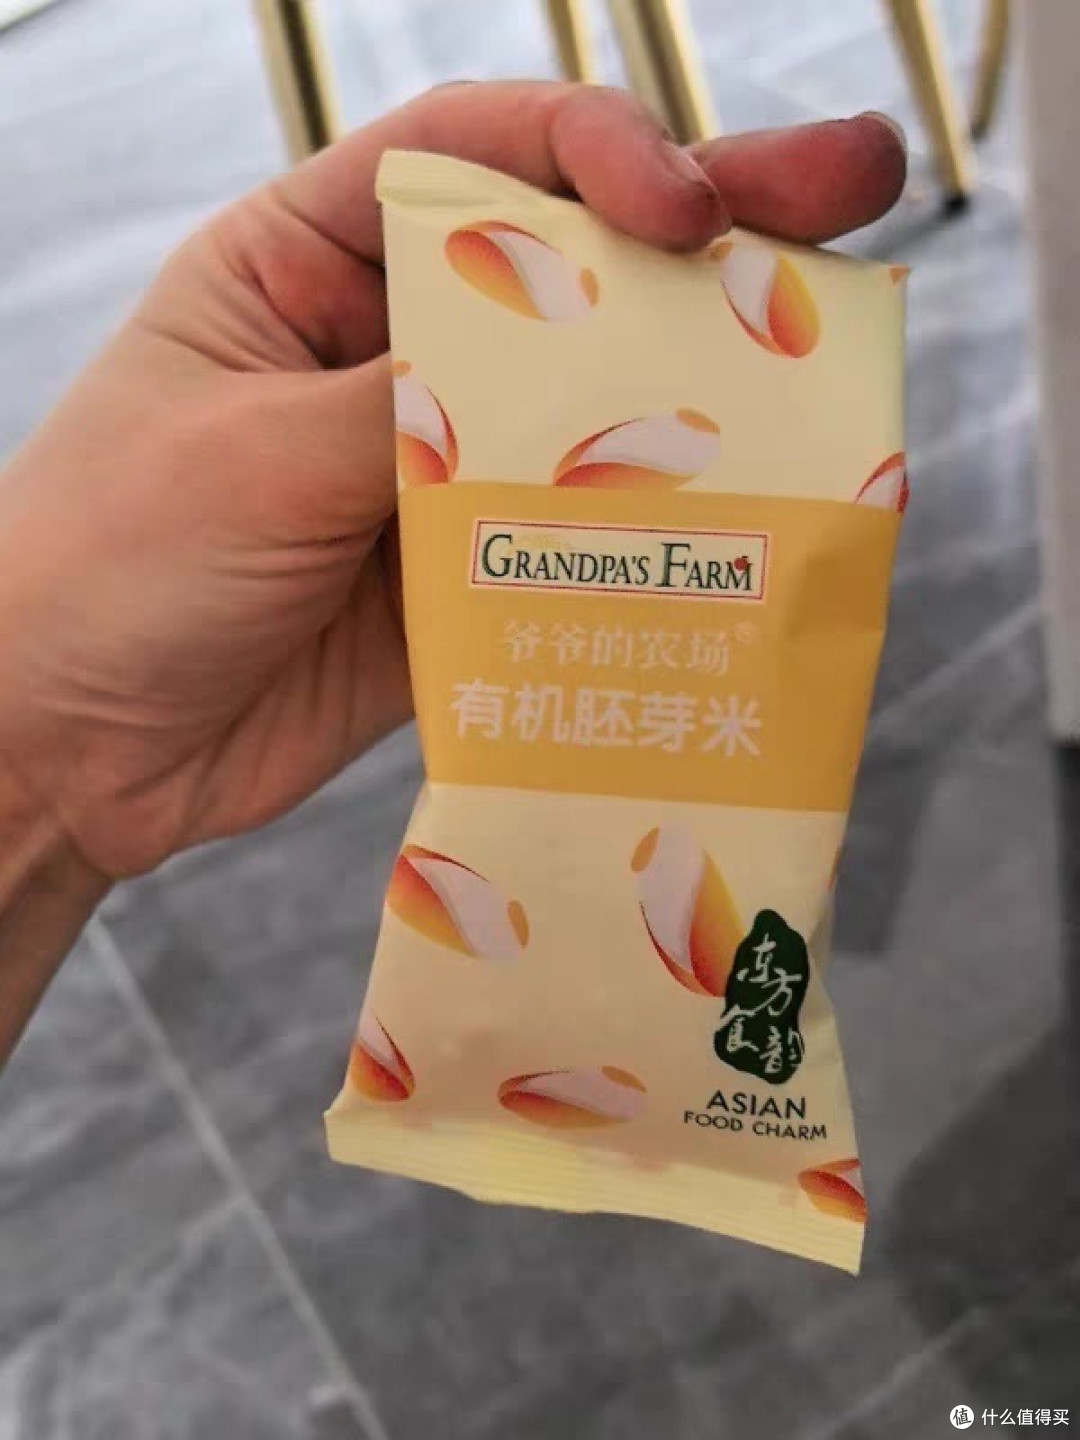 GRANDPA'S FARM
爷爷的农场®
有机胚芽米
东方
食韵
ASIAN
FOOD CHARM
值 什么值得买